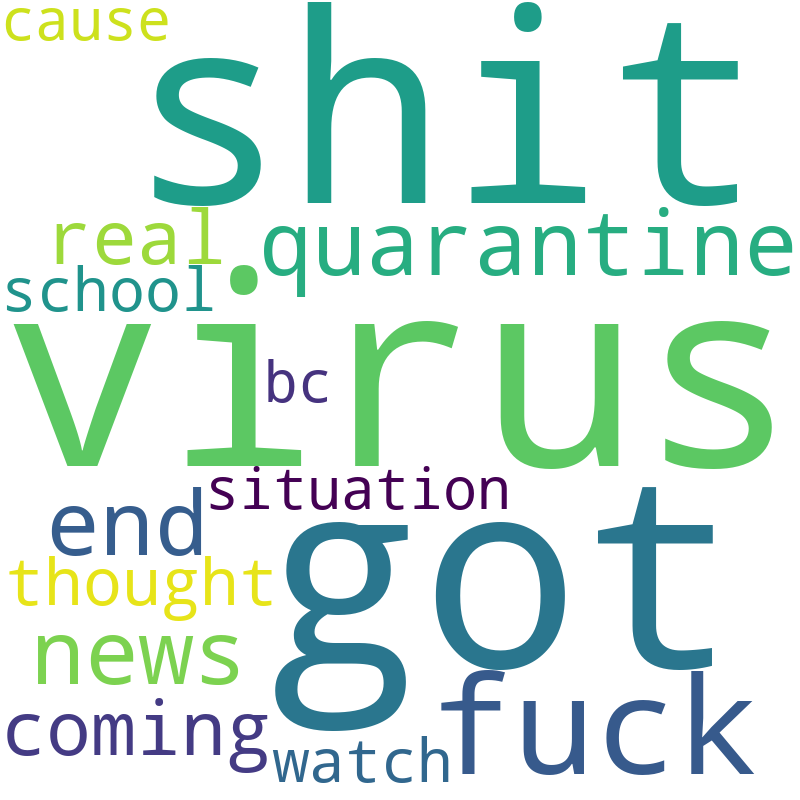 cause
shit
real
quarantine
school
virus
bc
situation
end
got
thought
news
fuck
coming
watch